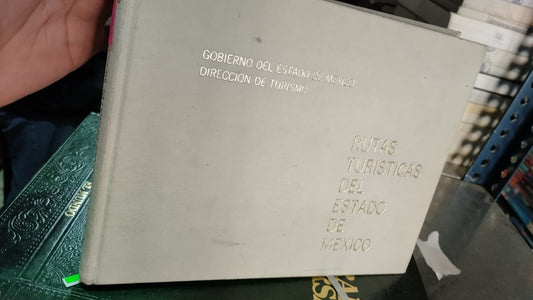 GOBIERNO DEL ESTADO DE MEXICO
DIRECCION DE TURISMO
RUTAS
TURISTICAS
DEL
ESTADO
DE
MEXICO